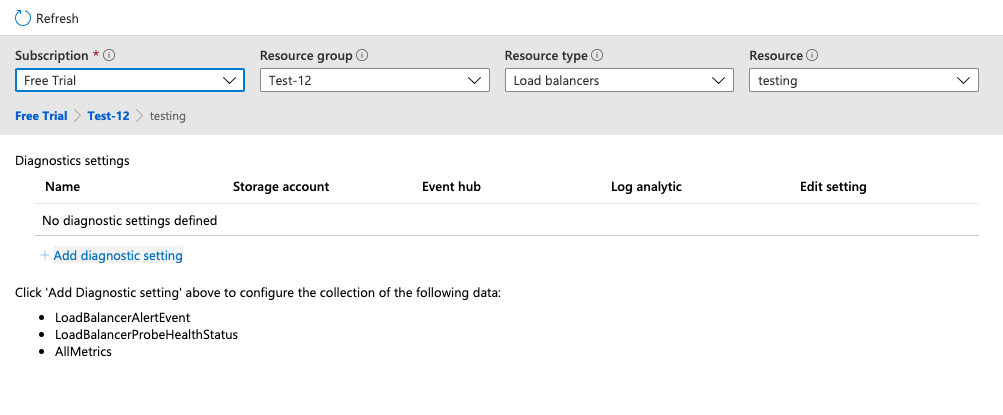 Refresh
Subscription * Resource group Resource type Resource
Free Trial Test-12 Load balancers testing
Free Trial > Test-12 > testing
Diagnostics settings
Name Storage account Event hub Log analytic Edit setting
No diagnostic settings defined
+ Add diagnostic setting
Click 'Add Diagnostic setting' above to configure the collection of the following data:
• LoadBalancerAlertEvent
• LoadBalancerProbeHealthStatus
• AllMetrics